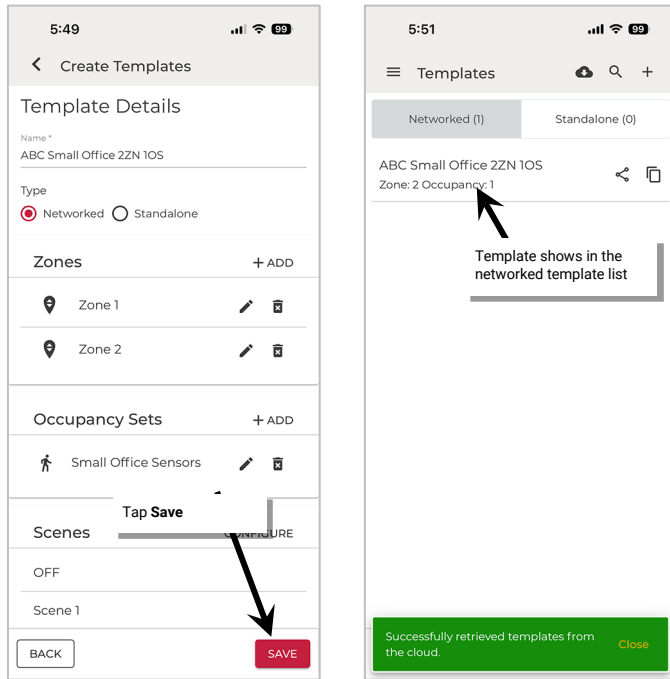 5:49
99
Create Templates
Template Details
Name *
ABC Small Office 2ZN 1OS
Type
Networked
Standalone
Zones
+ ADD
Zone 1
Zone 2
Occupancy Sets
+ ADD
Small Office Sensors
Tap Save
Scenes
CONFIGURE
OFF
Scene 1
BACK
SAVE
5:51
99
Templates
Networked (1)
Standalone (0)
ABC Small Office 2ZN 1OS
Zone: 2 Occupancy: 1
Template shows in the
networked template list
Successfully retrieved templates from
the cloud.
Close